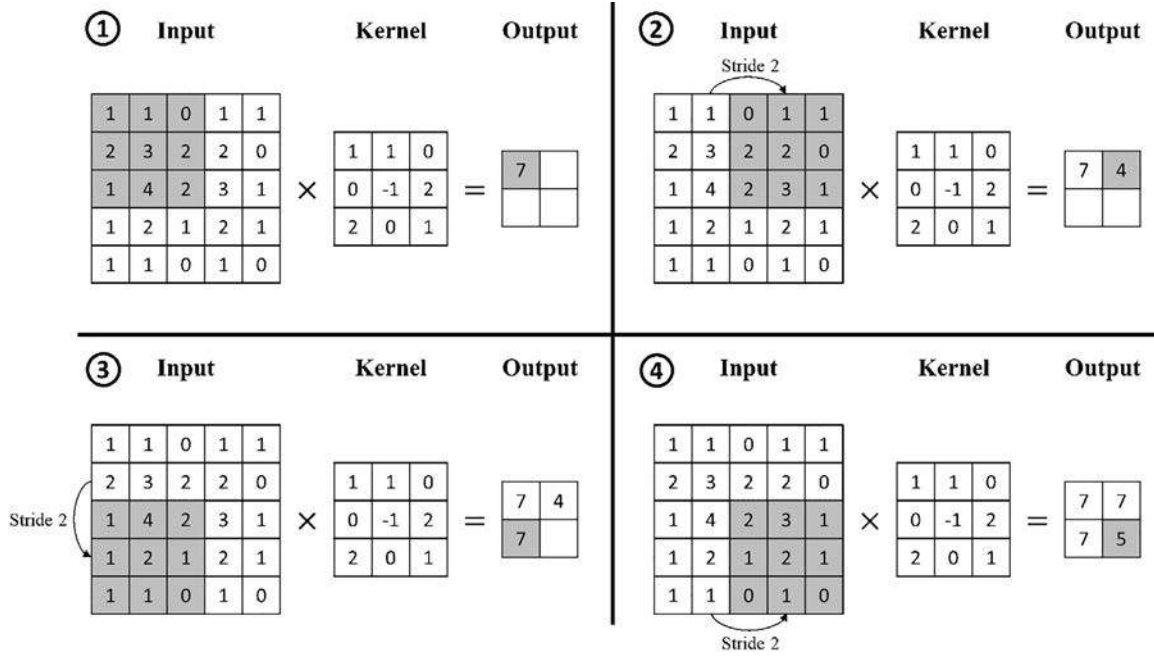 1 Input Kernel Output
1 1 0 1 1
2 3 2 2 0
1 4 2 3 1
1 2 1 2 1
1 1 0 1 0
×
1 1 0
0 -1 2
2 0 1
=
7
2 Input Kernel Output
Stride 2
1 1 0 1 1
2 3 2 2 0
1 4 2 3 1
1 2 1 2 1
1 1 0 1 0
×
1 1 0
0 -1 2
2 0 1
=
7 4
3 Input Kernel Output
1 1 0 1 1
2 3 2 2 0
1 4 2 3 1
1 2 1 2 1
1 1 0 1 0
Stride 2
×
1 1 0
0 -1 2
2 0 1
=
7 4
7
4 Input Kernel Output
1 1 0 1 1
2 3 2 2 0
1 4 2 3 1
1 2 1 2 1
1 1 0 1 0
Stride 2
×
1 1 0
0 -1 2
2 0 1
=
7 7
7 5